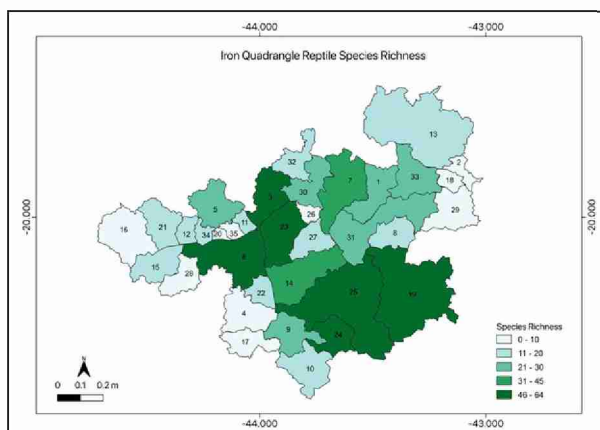 -44.000 -43.000
Iron Quadrangle Reptile Species Richness
13
32 2
7 33
3 30 1 18
5 26 29
16 21 11 23
12 34 20 35 27 31 8
15 6
28
22 14 25 19
4
9 24
17
10
-20.000 -20.000
N
0 0.1 0.2 m
Species Richness
0 - 10
11 - 20
21 - 30
31 - 45
46 - 64
-44.000 -43.000